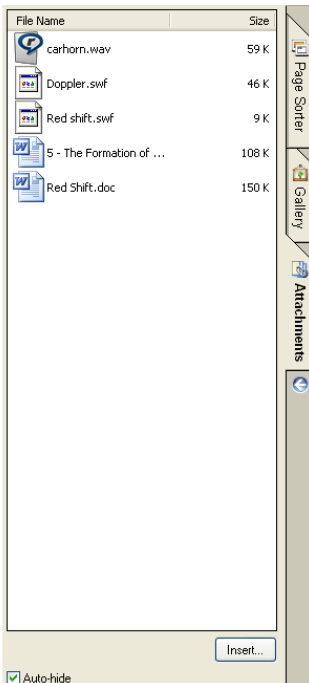 File Name Size
carhorn.wav 59 K
Doppler.swf 46 K
Red shift.swf 9 K
5 - The Formation of ... 108 K
Red Shift.doc 150 K
Insert...
Auto-hide
Page Sorter
Gallery
Attachments